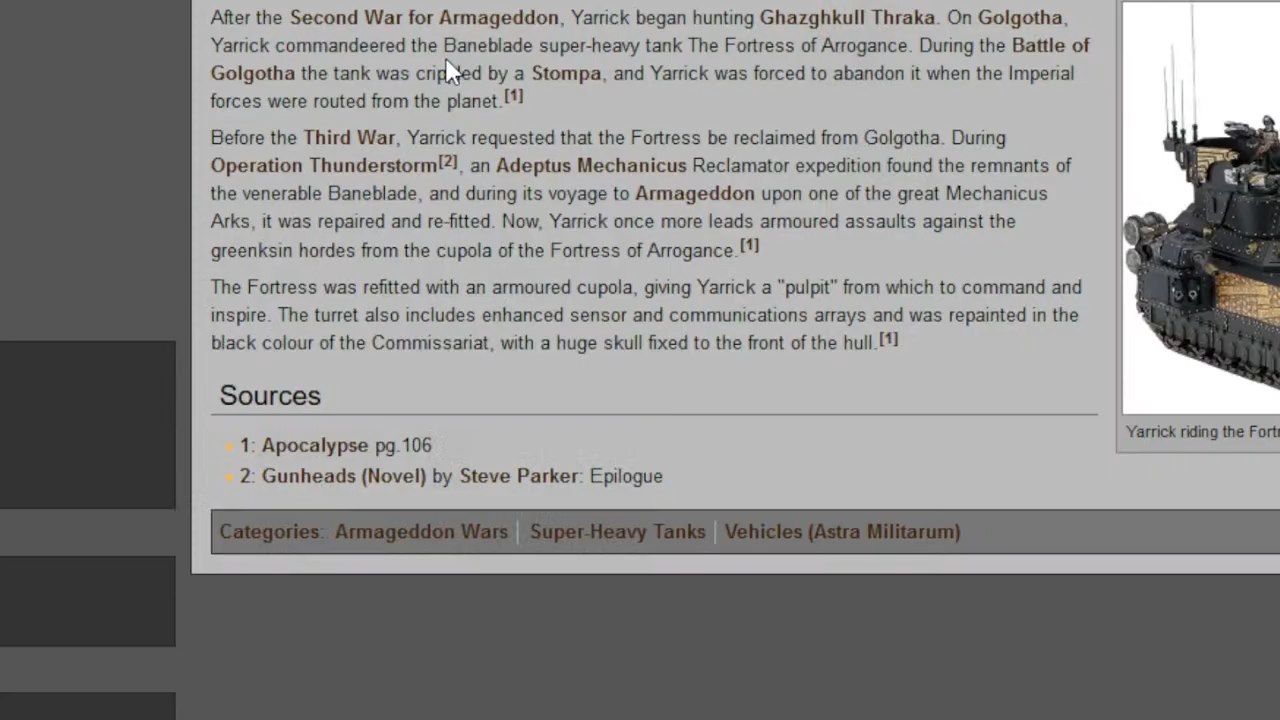 After the Second War for Armageddon, Yarrick began hunting Ghazghkull Thraka. On Golgotha,
Yarrick commandeered the Baneblade super-heavy tank The Fortress of Arrogance. During the Battle of
Golgotha the tank was crippled by a Stompa, and Yarrick was forced to abandon it when the Imperial
forces were routed from the planet.[1]
Before the Third War, Yarrick requested that the Fortress be reclaimed from Golgotha. During
Operation Thunderstorm[2], an Adeptus Mechanicus Reclamator expedition found the remnants of
the venerable Baneblade, and during its voyage to Armageddon upon one of the great Mechanicus
Arks, it was repaired and re-fitted. Now, Yarrick once more leads armoured assaults against the
greenksin hordes from the cupola of the Fortress of Arrogance.[1]
The Fortress was refitted with an armoured cupola, giving Yarrick a "pulpit" from which to command and
inspire. The turret also includes enhanced sensor and communications arrays and was repainted in the
black colour of the Commissariat, with a huge skull fixed to the front of the hull.[1]
Yarrick riding the Fort
Sources
1: Apocalypse pg.106
2: Gunheads (Novel) by Steve Parker: Epilogue
Categories: Armageddon Wars | Super-Heavy Tanks | Vehicles (Astra Militarum)